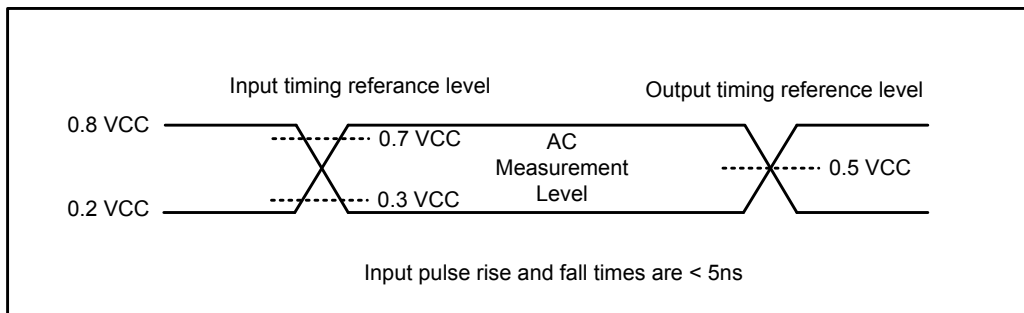 Input timing referance level
Output timing reference level
0.8 VCC
0.7 VCC
AC
Measurement
Level
0.5 VCC
0.3 VCC
0.2 VCC
Input pulse rise and fall times are < 5ns